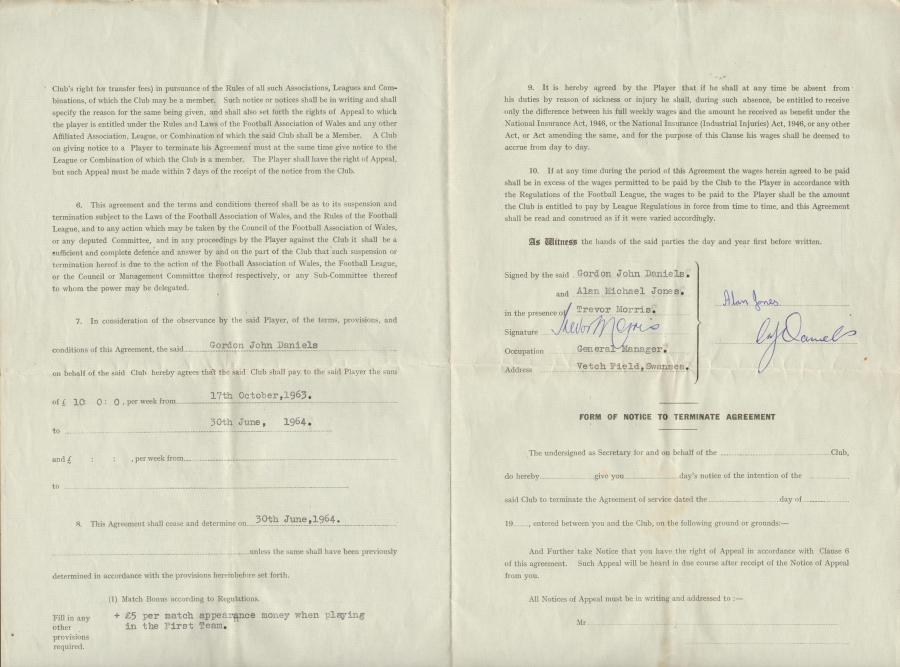 Club's right for transfer fees) in pursuance of the Rules of all such Associations, Leagues and Com-
binations, of which the Club may be a member. Such notice or notices shall be in writing and shall
specify the reason for the same being given, and shall also set forth the rights of Appeal to which
the player is entitled under the Rules and Laws of the Football Association of Wales and any other
Affiliated Association, League, or Combination of which the said Club shall be a Member. A Club
on giving notice to a Player to terminate his Agreement must at the same time give notice to the
League or Combination of which the Club is a member. The Player shall have the right of Appeal,
but such Appeal must be made within 7 days of the receipt of the notice from the Club.
6. This agreement and the terms and conditions thereof shall be as to its suspension and
termination subject to the Laws of the Football Association of Wales, and the Rules of the Football
League, and to any action which may be taken by the Council of the Football Association of Wales,
or any deputed Committee, and in any proceedings by the Player against the Club it shall be a
sufficient and complete defence and answer by and on the part of the Club that such suspension or
termination hereof is due to the action of the Football Association of Wales, the Football League,
or the Council or Management Committee thereof respectively, or any Sub-Committee thereof
to whom the power may be delegated.
7. In consideration of the observance by the said Player, of the terms, provisions, and
conditions of this Agreement, the said Gordon John Daniels
on behalf of the said Club hereby agrees that the said Club shall pay to the said Player the sum
of £ 10: 0: 0, per week from 17th October,1963.
to 30th June, 1964.
and £ : : , per week from
to
8. This Agreement shall cease and determine on 30th June,1964.
unless the same shall have been previously
determined in accordance with the provisions hereinbefore set forth.
(1) Match Bonus according to Regulations.
Fill in any
other
provisions
required.
+ £5 per match appearance money when playing
in the First Team.
9. It is hereby agreed by the Player that if he shall at any time be absent from
his duties by reason of sickness or injury he shall, during such absence, be entitled to receive
only the difference between his full weekly wages and the amount he received as benefit under the
National Insurance Act, 1946, or the National Insurance (Industrial Injuries) Act, 1946, or any other
Act, or Act amending the same, and for the purpose of this Clause his wages shall be deemed to
accrue from day to day.
10. If at any time during the period of this Agreement the wages herein agreed to be paid
shall be in excess of the wages permitted to be paid by the Club to the Player in accordance with
the Regulations of the Football League, the wages to be paid to the Player shall be the amount
the Club is entitled to pay by League Regulations in force from time to time, and this Agreement
shall be read and construed as if it were varied accordingly.
As Witness the hands of the said parties the day and year first before written.
Signed by the said Gordon John Daniels.
and Alan Michael Jones.
in the presence of Trevor Morris.
Signature Trevor Morris
Occupation General Manager.
Address Vetch Field, Swansea.
Alan Jones
G J Daniels
FORM OF NOTICE TO TERMINATE AGREEMENT
The undersigned as Secretary for and on behalf of the Club,
do hereby give you day's notice of the intention of the
said Club to terminate the Agreement of service dated the day of
19 , entered between you and the Club, on the following ground or grounds:—
And Further take Notice that you have the right of Appeal in accordance with Clause 6
of this agreement. Such Appeal will be heard in due course after receipt of the Notice of Appeal
from you.
All Notices of Appeal must be in writing and addressed to :—
Mr